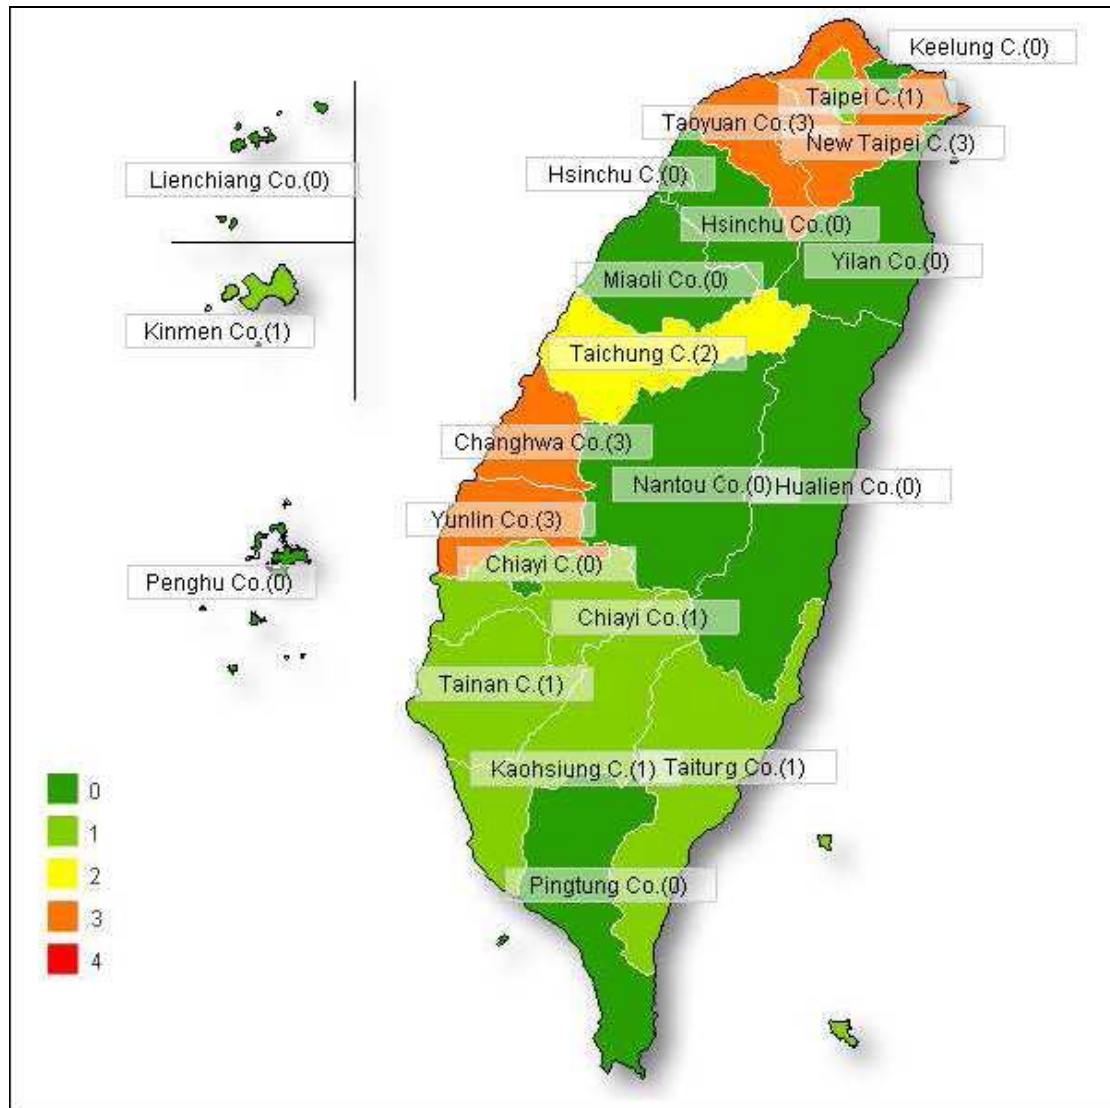 Keelung C.(0)
Taipei C.(1)
Taoyuan Co.(3)
New Taipei C.(3)
Hsinchu C.(0)
Lienchiang Co.(0)
Hsinchu Co.(0)
Yilan Co.(0)
Miaoli Co.(0)
Kinmen Co.(1)
Taichung C.(2)
Changhwa Co.(3)
Nantou Co.(0)
Hualien Co.(0)
Yunlin Co.(3)
Chiayi C.(0)
Penghu Co.(0)
Chiayi Co.(1)
Tainan C.(1)
Kaohsiung C.(1)
Taiturg Co.(1)
Pingtung Co.(0)
0
1
2
3
4